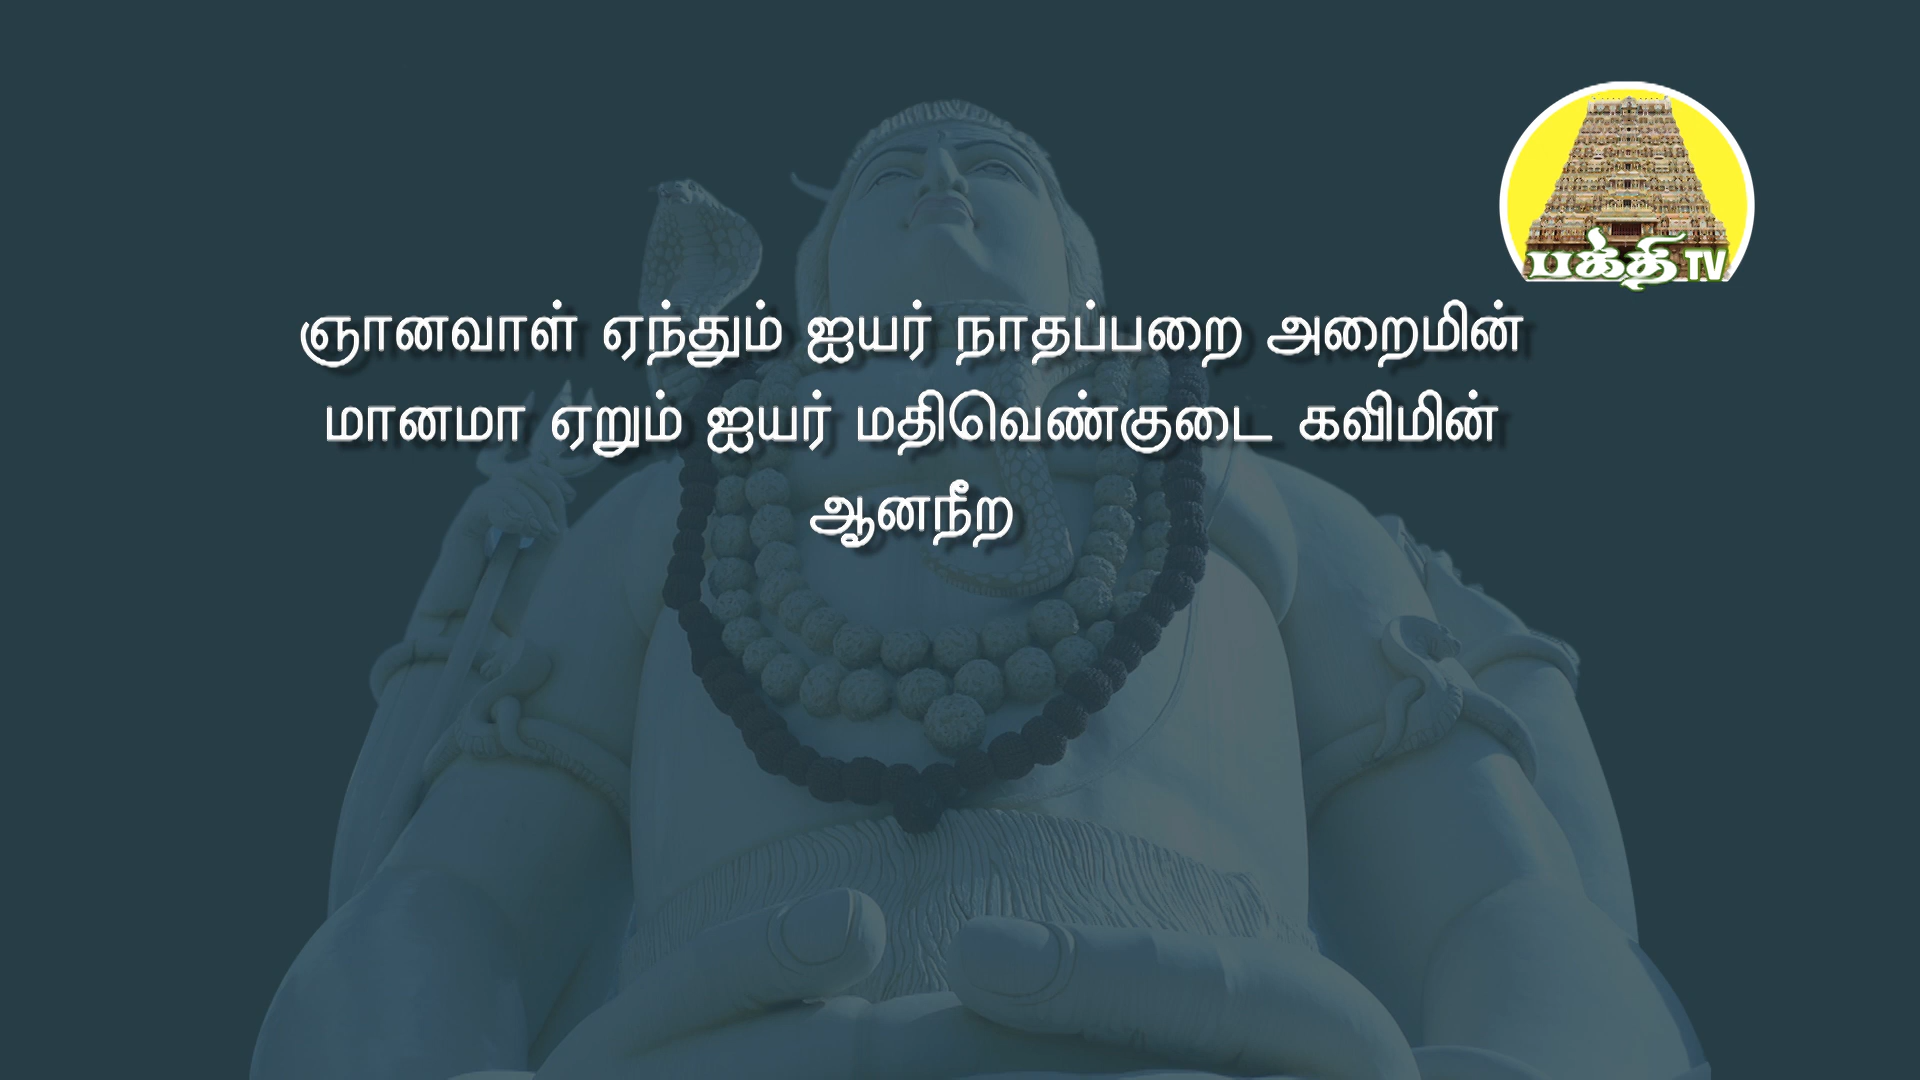 பக்தி TV
ஞானவாள் ஏந்தும் ஐயர் நாதப்பறை அறைமின்
மானமா ஏறும் ஐயர் மதிவெண்குடை கவிமின்
ஆனநீற